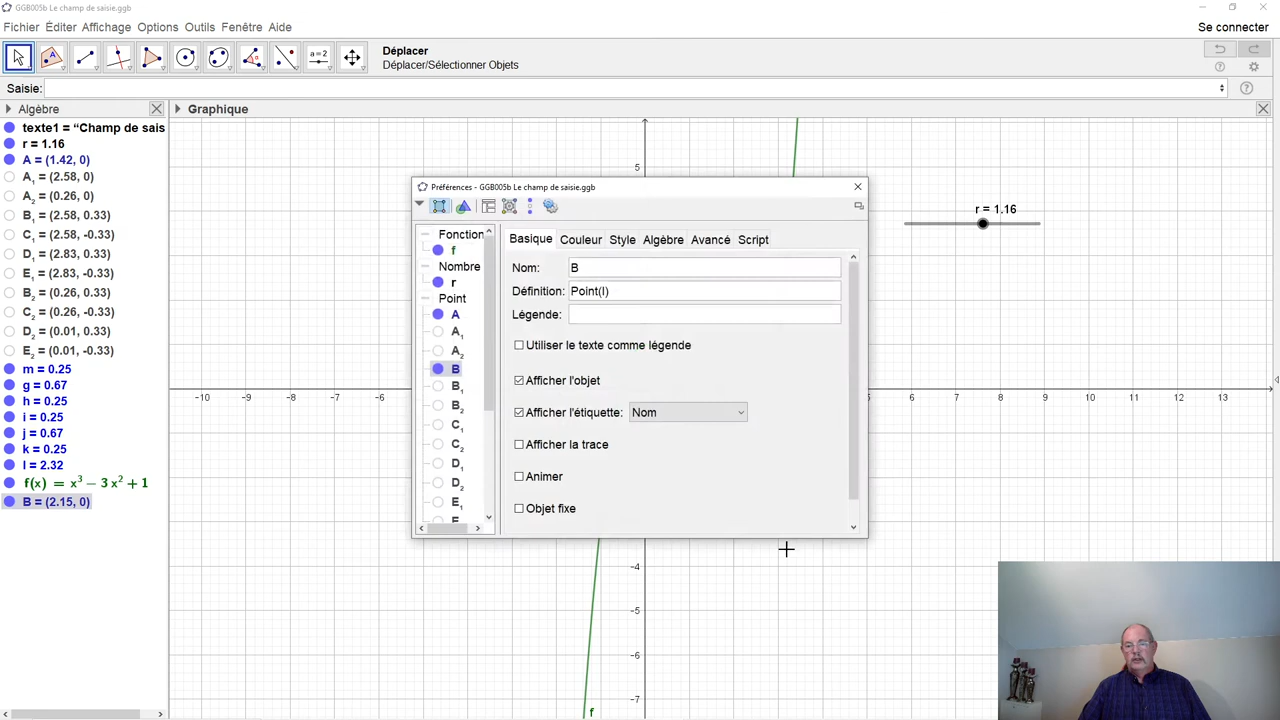 GGB005b Le champ de saisie.ggb
Fichier Éditer Affichage Options Outils Fenêtre Aide
Se connecter
Déplacer
Déplacer/Sélectionner Objets
Saisie:
Algèbre
Graphique
texte1 = “Champ de sais
r = 1.16
A = (1.42, 0)
A₁ = (2.58, 0)
A₂ = (0.26, 0)
B₁ = (2.58, 0.33)
C₁ = (2.58, -0.33)
D₁ = (2.83, 0.33)
E₁ = (2.83, -0.33)
B₂ = (0.26, 0.33)
C₂ = (0.26, -0.33)
D₂ = (0.01, 0.33)
E₂ = (0.01, -0.33)
m = 0.25
g = 0.67
h = 0.25
i = 0.25
j = 0.67
k = 0.25
l = 2.32
f(x) = x³ − 3 x² + 1
B = (2.15, 0)
Préférences - GGB005b Le champ de saisie.ggb
Fonction
f
Nombre
r
Point
A
A₁
A₂
B
B₁
B₂
C₁
C₂
D₁
D₂
E₁
Basique Couleur Style Algèbre Avancé Script
Nom: B
Définition: Point(l)
Légende:
Utiliser le texte comme légende
Afficher l'objet
Afficher l'étiquette: Nom
Afficher la trace
Animer
Objet fixe
r = 1.16
5
-10 -9 -8 -7 -6 -5 6 7 8 9 10 11 12 13
-4
-5
-6
-7
f
a=2